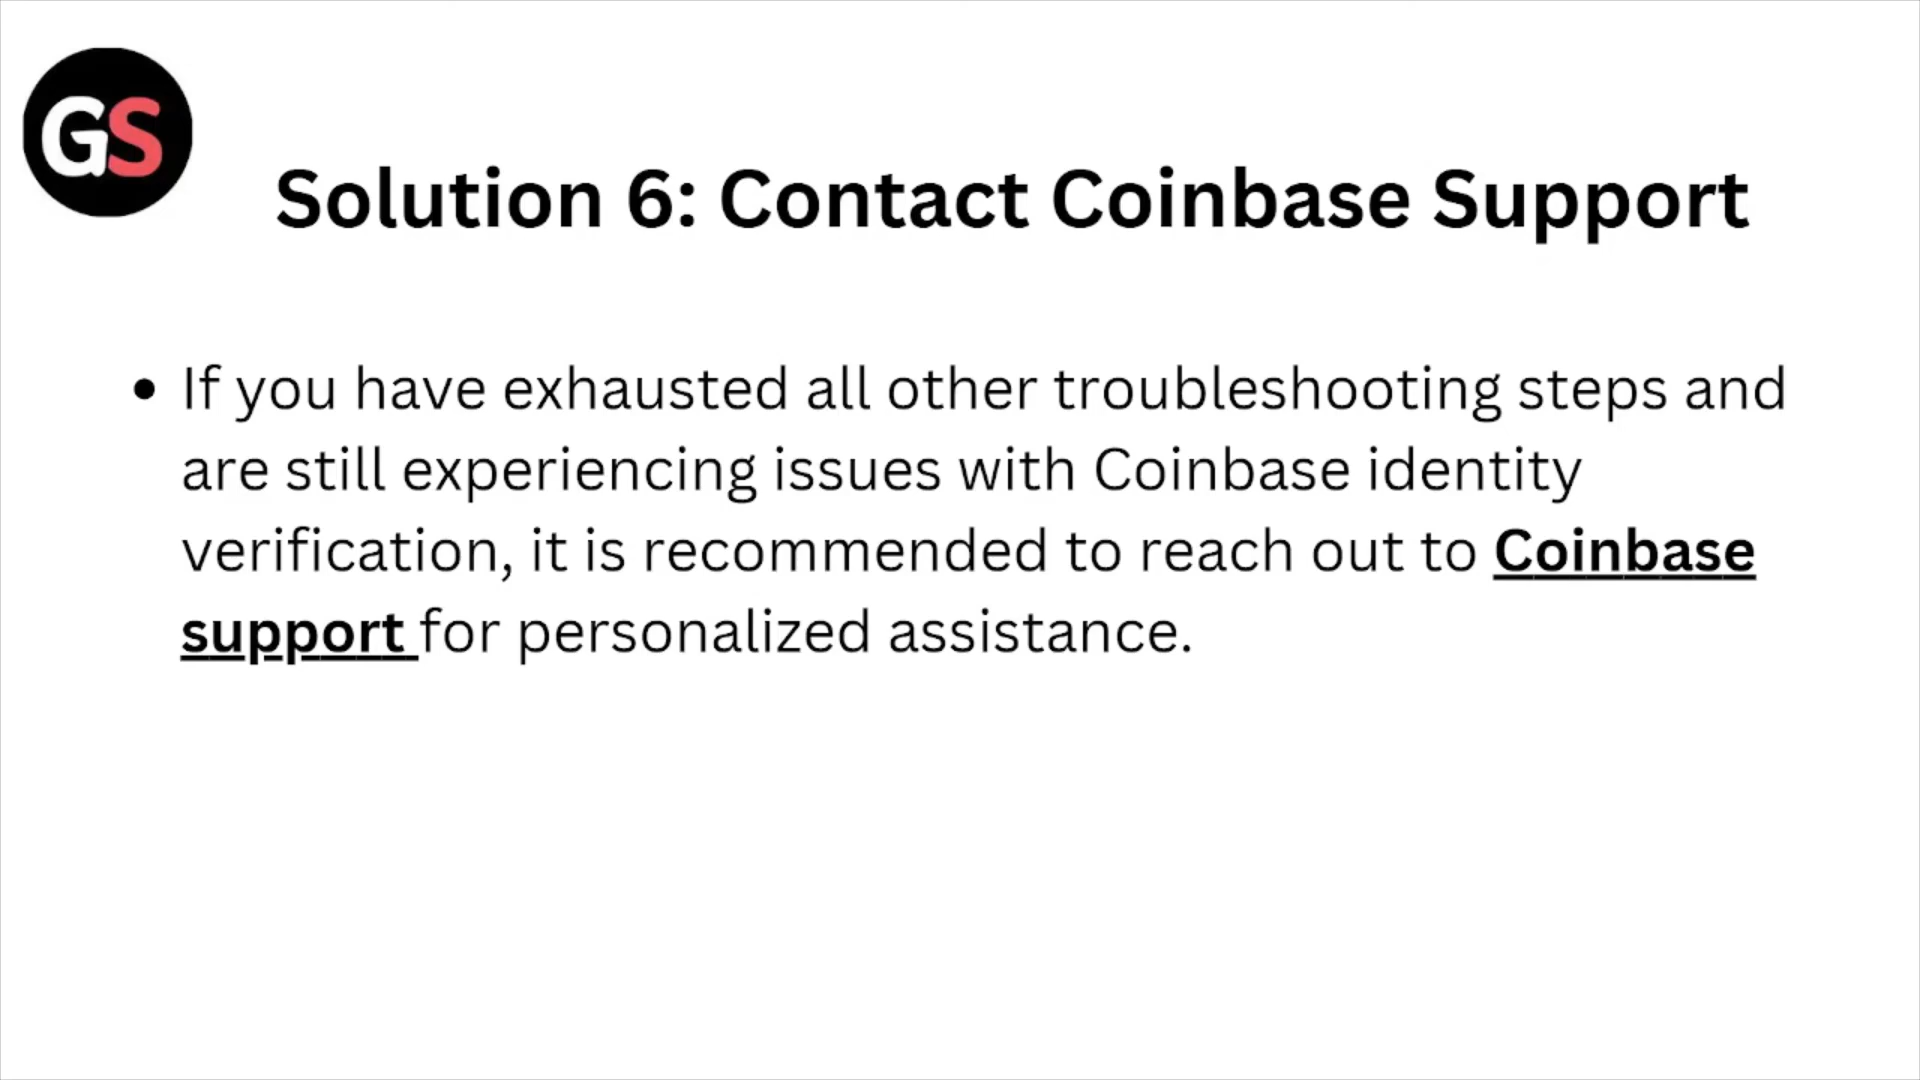 GS
Solution 6: Contact Coinbase Support
• If you have exhausted all other troubleshooting steps and
are still experiencing issues with Coinbase identity
verification, it is recommended to reach out to Coinbase
support for personalized assistance.